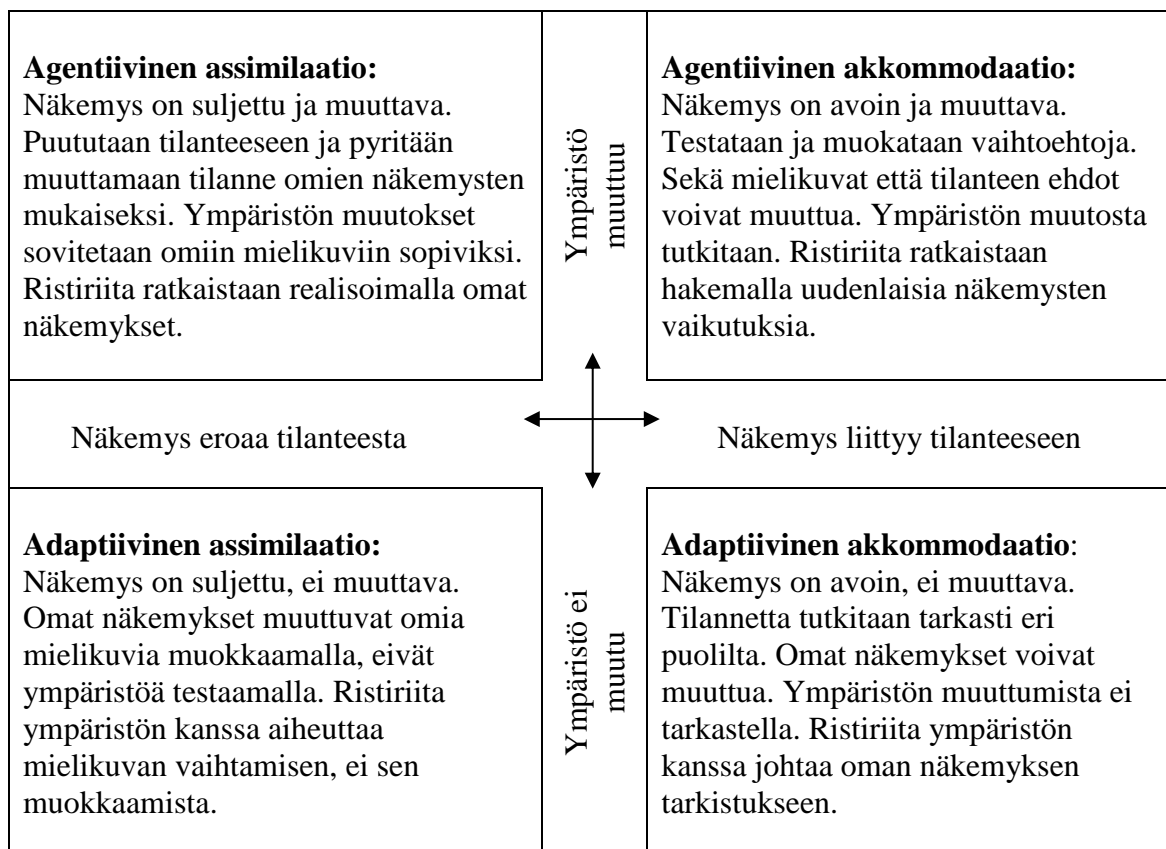 Agentiivinen assimilaatio:
Näkemys on suljettu ja muuttava.
Puututaan tilanteeseen ja pyritään
muuttamaan tilanne omien näkemysten
mukaiseksi. Ympäristön muutokset
sovitetaan omiin mielikuviin sopiviksi.
Ristiriita ratkaistaan realisoimalla omat
näkemykset.
Ympäristö
muuttuu
Agentiivinen akkommodaatio:
Näkemys on avoin ja muuttava.
Testataan ja muokataan vaihtoehtoja.
Sekä mielikuvat että tilanteen ehdot
voivat muuttua. Ympäristön muutosta
tutkitaan. Ristiriita ratkaistaan
hakemalla uudenlaisia näkemysten
vaikutuksia.
Näkemys eroaa tilanteesta
Näkemys liittyy tilanteeseen
Adaptiivinen assimilaatio:
Näkemys on suljettu, ei muuttava.
Omat näkemykset muuttuvat omia
mielikuvia muokkaamalla, eivät
ympäristöä testaamalla. Ristiriita
ympäristön kanssa aiheuttaa
mielikuvan vaihtamisen, ei sen
muokkaamista.
Ympäristö ei
muutu
Adaptiivinen akkommodaatio:
Näkemys on avoin, ei muuttava.
Tilannetta tutkitaan tarkasti eri
puolilta. Omat näkemykset voivat
muuttua. Ympäristön muuttumista ei
tarkastella. Ristiriita ympäristön
kanssa johtaa oman näkemyksen
tarkistukseen.